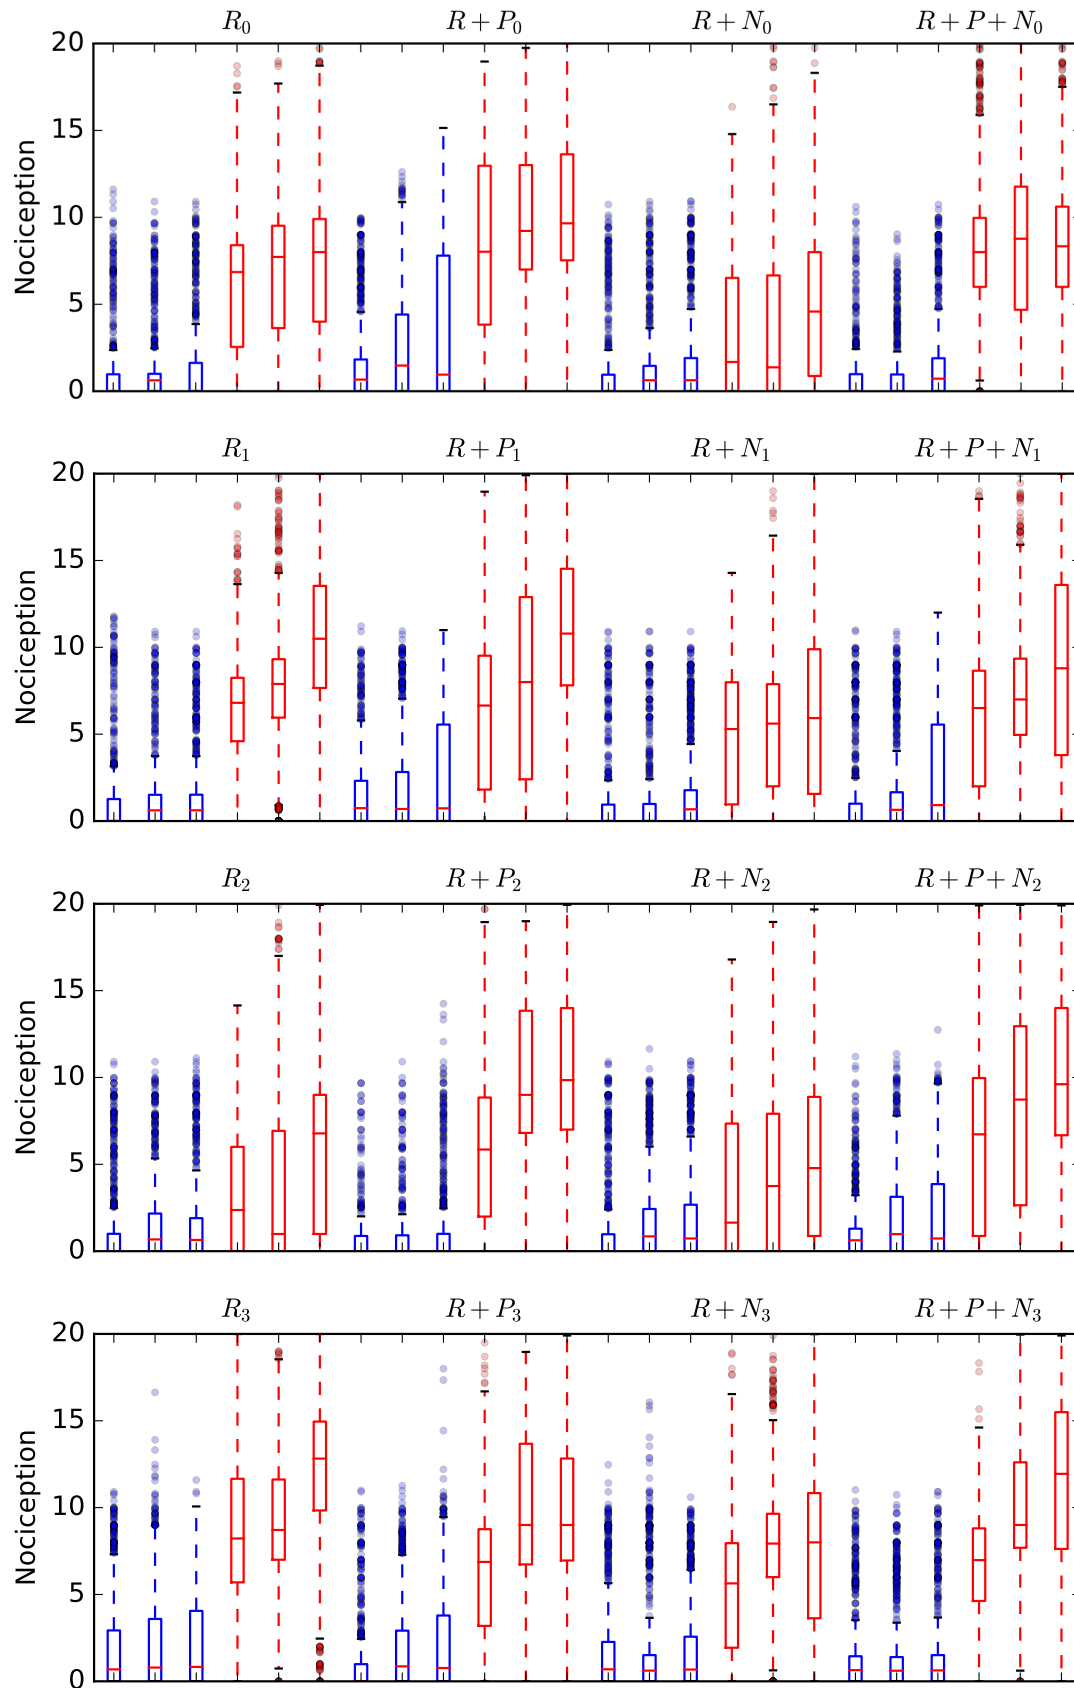 R₀ R + P₀ R + N₀ R + P + N₀
20
15
10
5
0
Nociception
R₁ R + P₁ R + N₁ R + P + N₁
20
15
10
5
0
Nociception
R₂ R + P₂ R + N₂ R + P + N₂
20
15
10
5
0
Nociception
R₃ R + P₃ R + N₃ R + P + N₃
20
15
10
5
0
Nociception